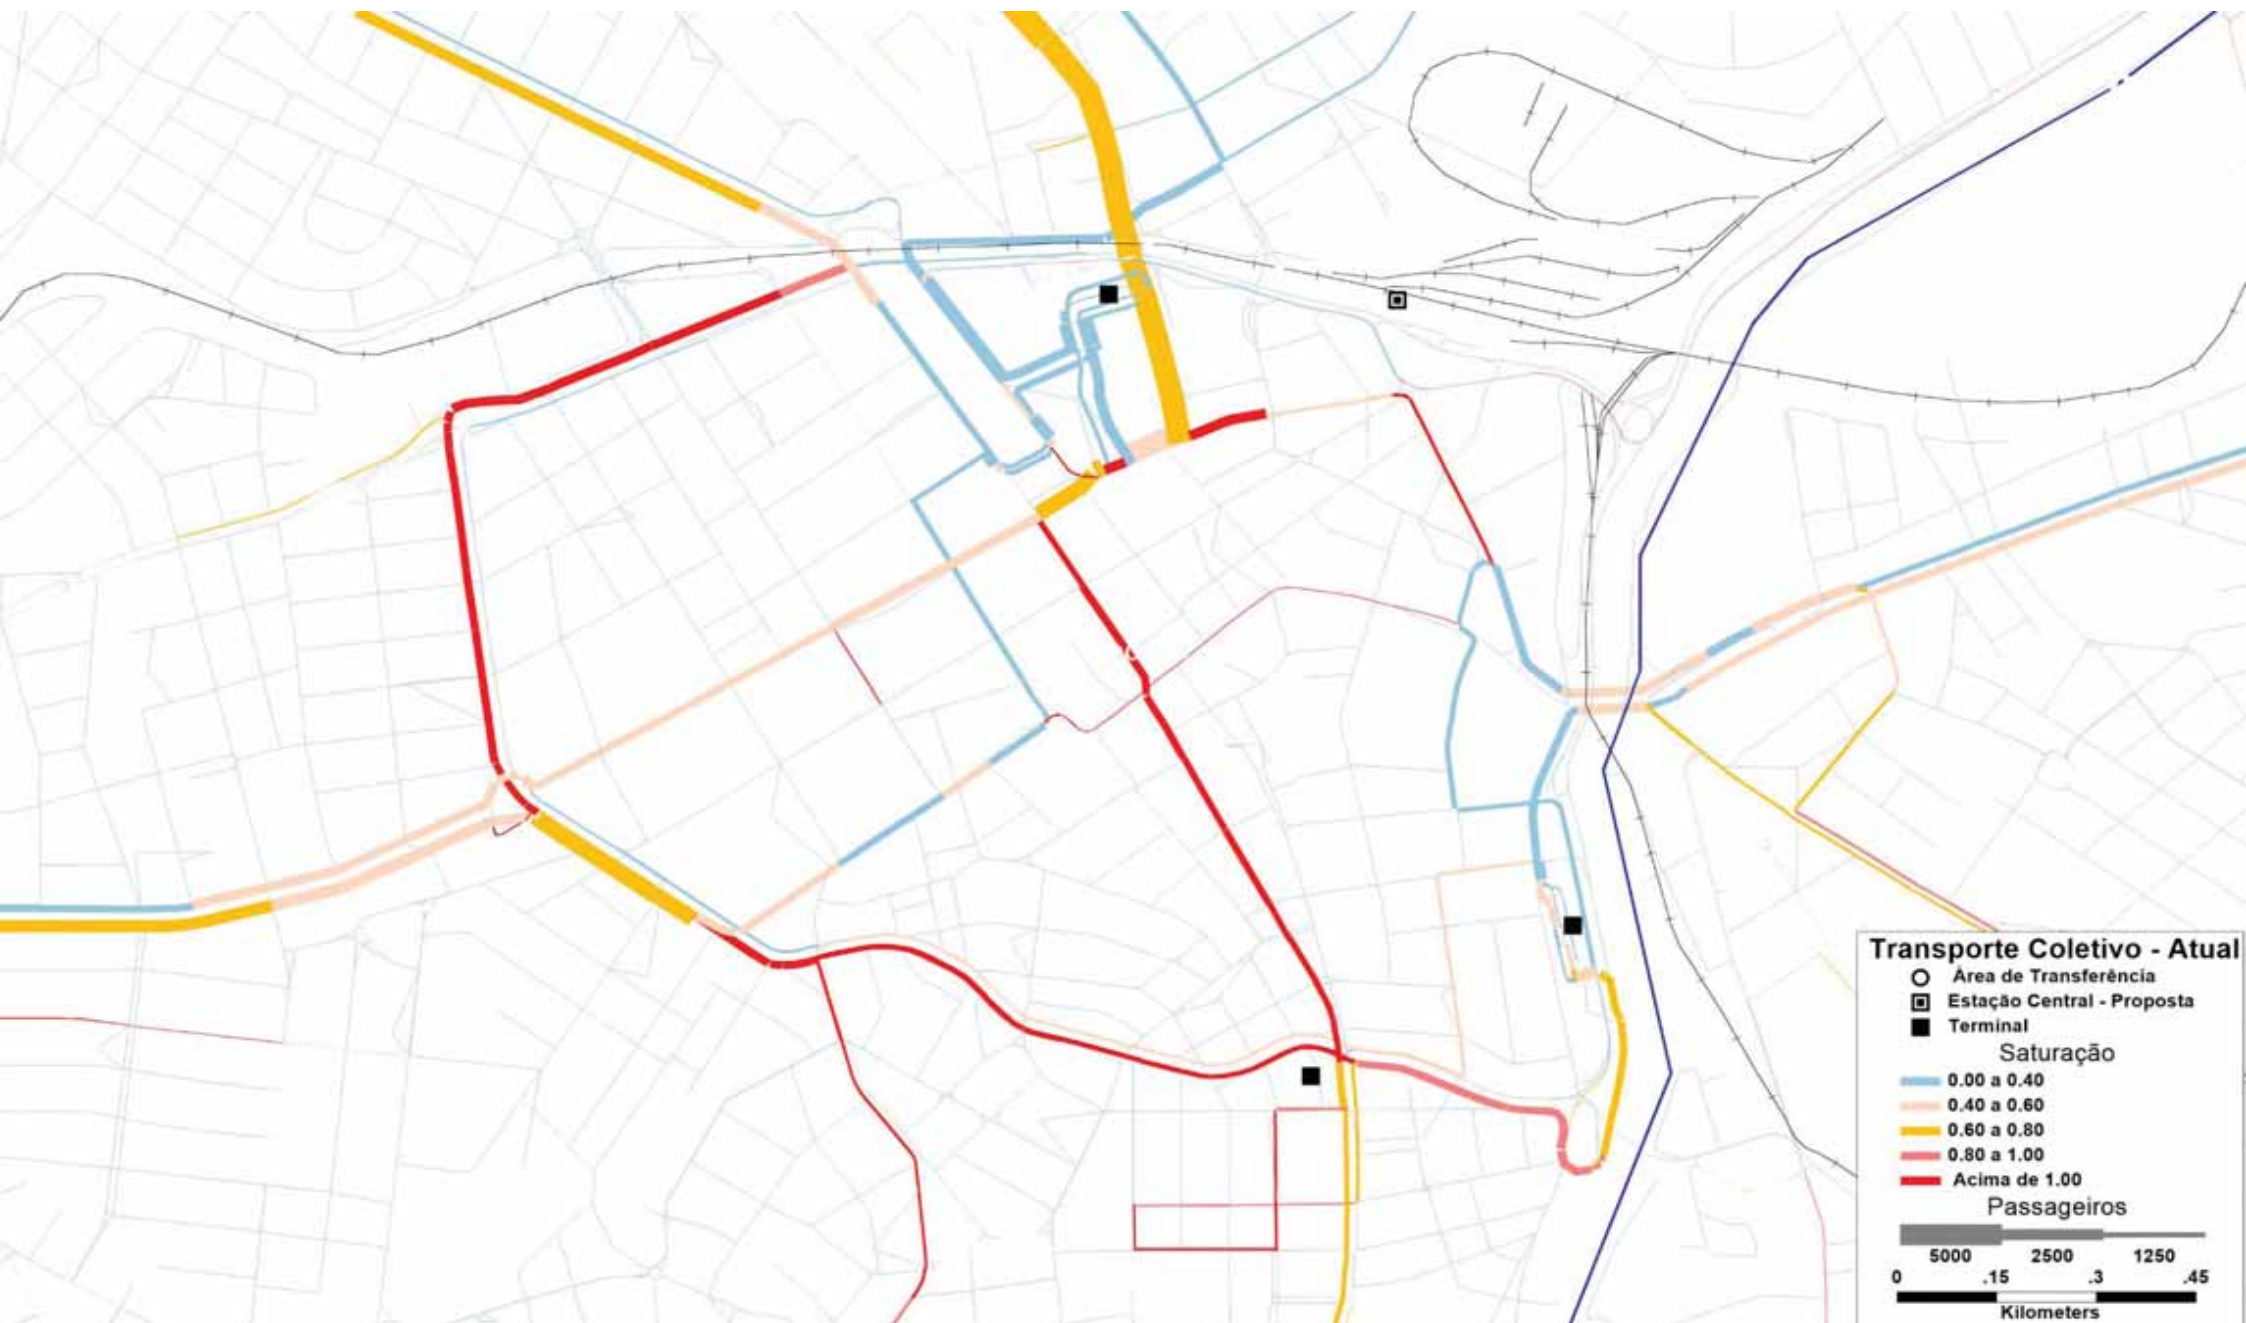 Transporte Coletivo - Atual
Área de Transferência
Estação Central - Proposta
Terminal
Saturação
0.00 a 0.40
0.40 a 0.60
0.60 a 0.80
0.80 a 1.00
Acima de 1.00
Passageiros
5000 2500 1250
0 .15 .3 .45
Kilometers